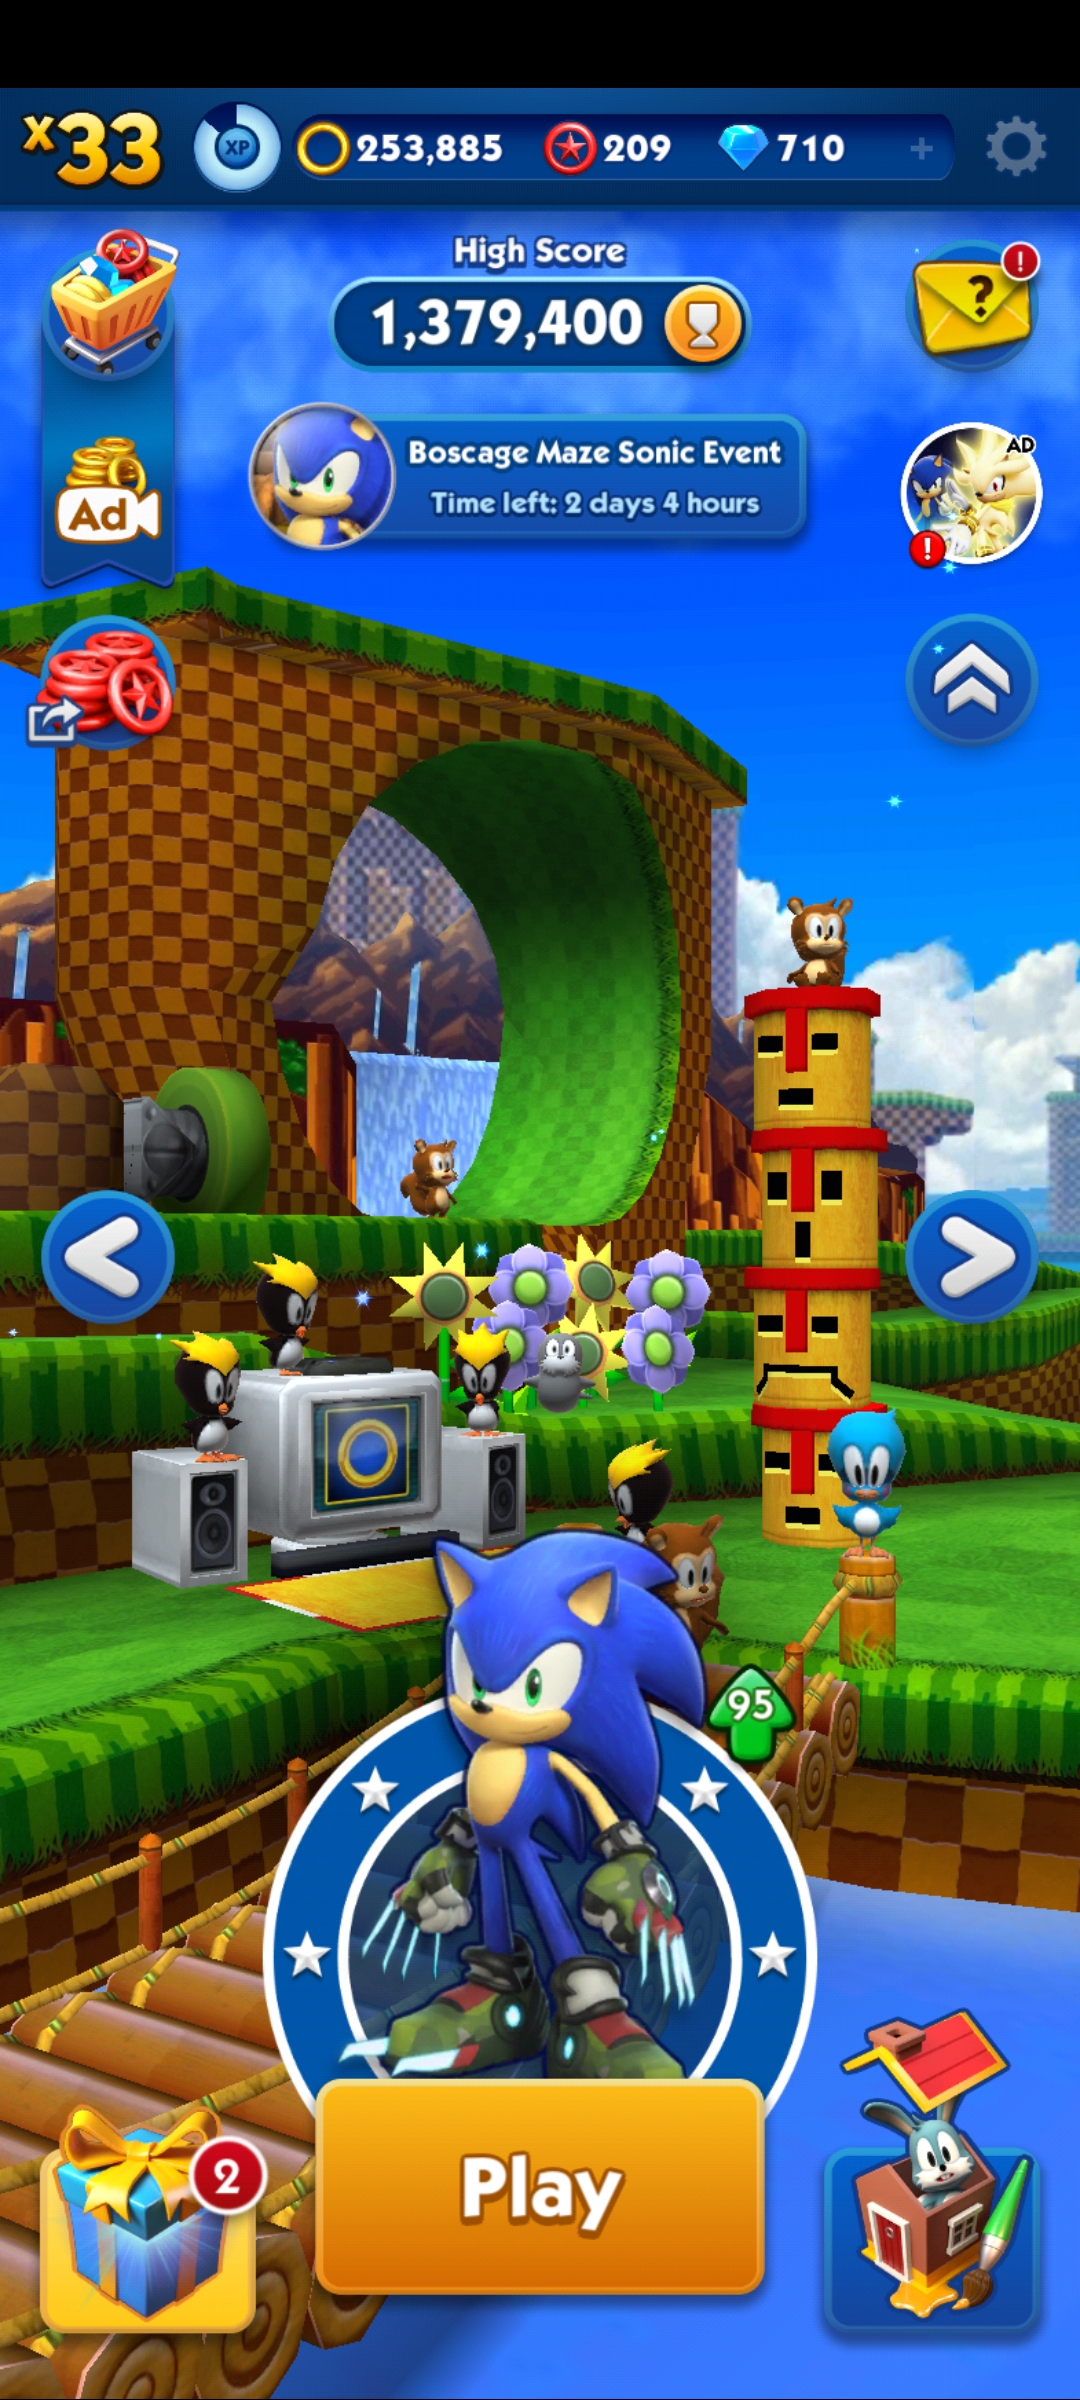 x33
XP
253,885
209
710
+
High Score
1,379,400
?
!
Boscage Maze Sonic Event
Time left: 2 days 4 hours
AD
!
Ad
95
2
Play